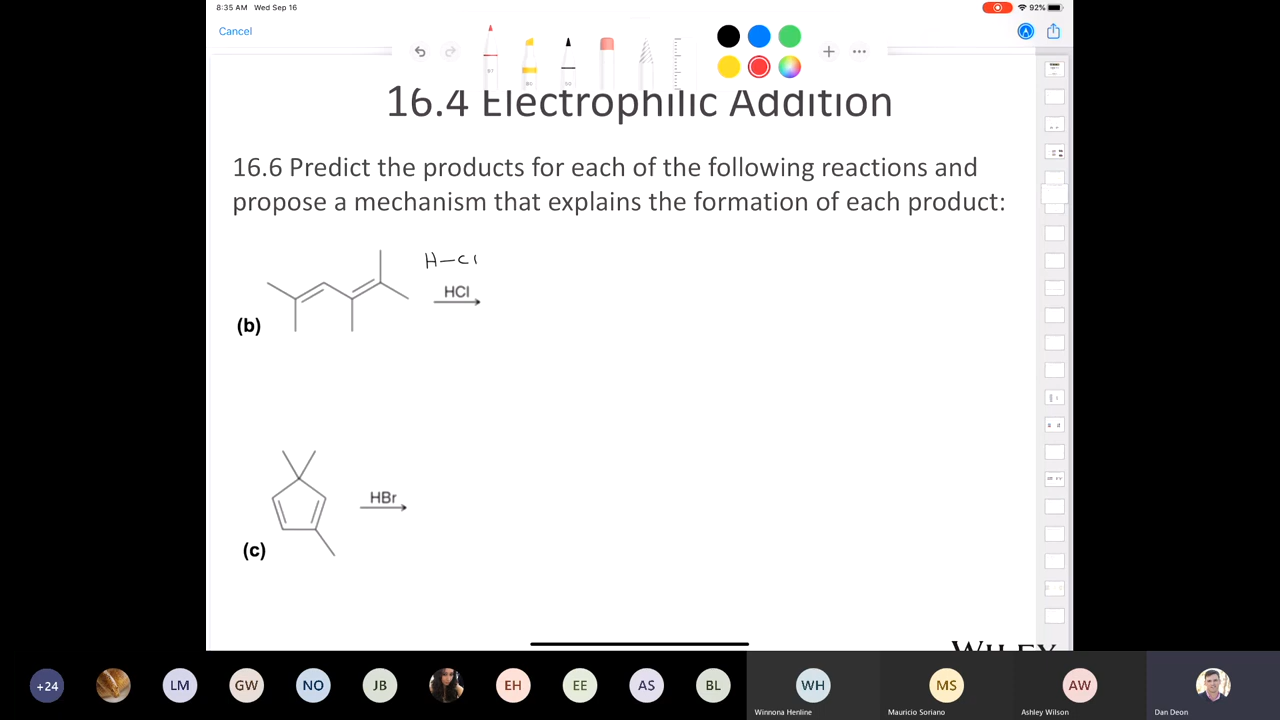 8:35 AM Wed Sep 16
92%
Cancel
16.4 Electrophilic Addition
16.6 Predict the products for each of the following reactions and
propose a mechanism that explains the formation of each product:
H-Cl
HCl
(b)
HBr
(c)
WILEY
+24
LM
GW
NO
JB
EH
EE
AS
BL
WH
MS
AW
Winnona Henline
Mauricio Soriano
Ashley Wilson
Dan Deon